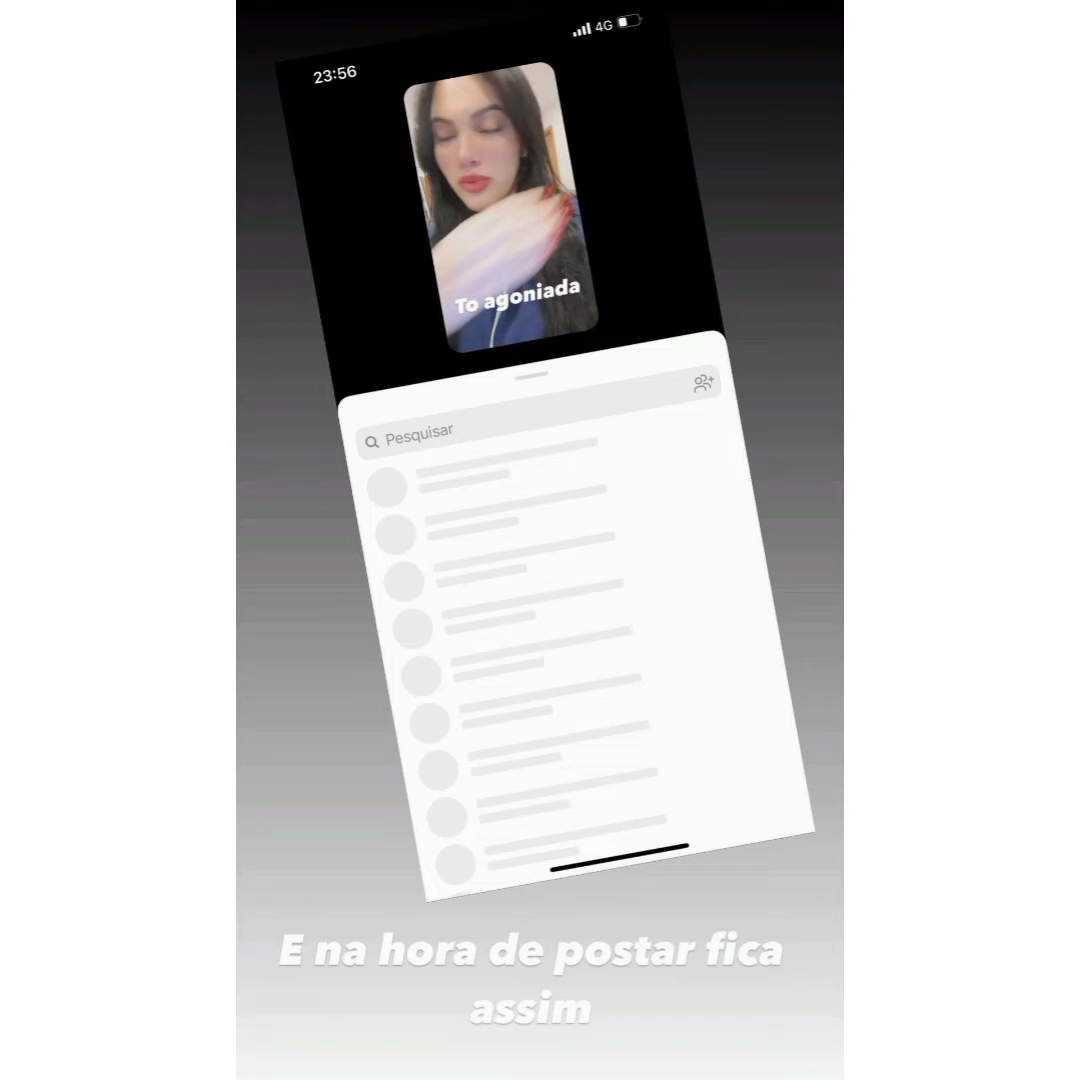 23:56
4G
To agoniada
Pesquisar
E na hora de postar fica
assim